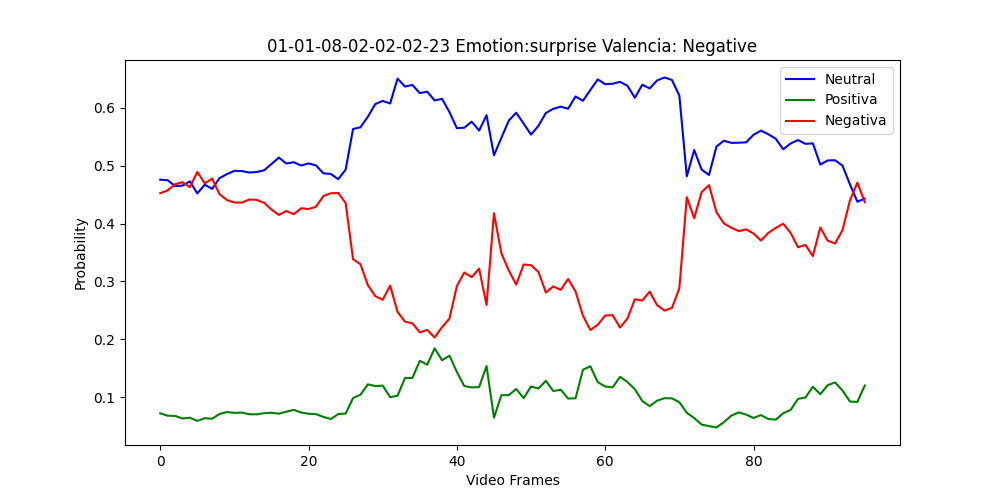 01-01-08-02-02-02-23 Emotion:surprise Valencia: Negative
Neutral
Positiva
Negativa
Probability
0.6
0.5
0.4
0.3
0.2
0.1
0 20 40 60 80
Video Frames